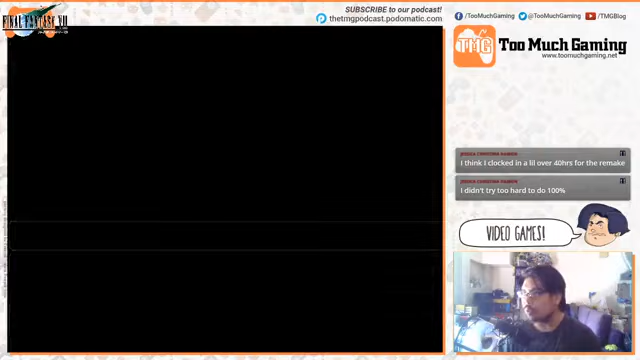 FINAL FANTASY VII
SUBSCRIBE to our podcast!
thetmgpodcast.podomatic.com
/TooMuchGaming
@TooMuchGaming
/TMGBlog
TMG
Too Much Gaming
www.toomuchgaming.net
I think I clocked in a lil over 40hrs for the remake
I didn't try too hard to do 100%
VIDEO GAMES!